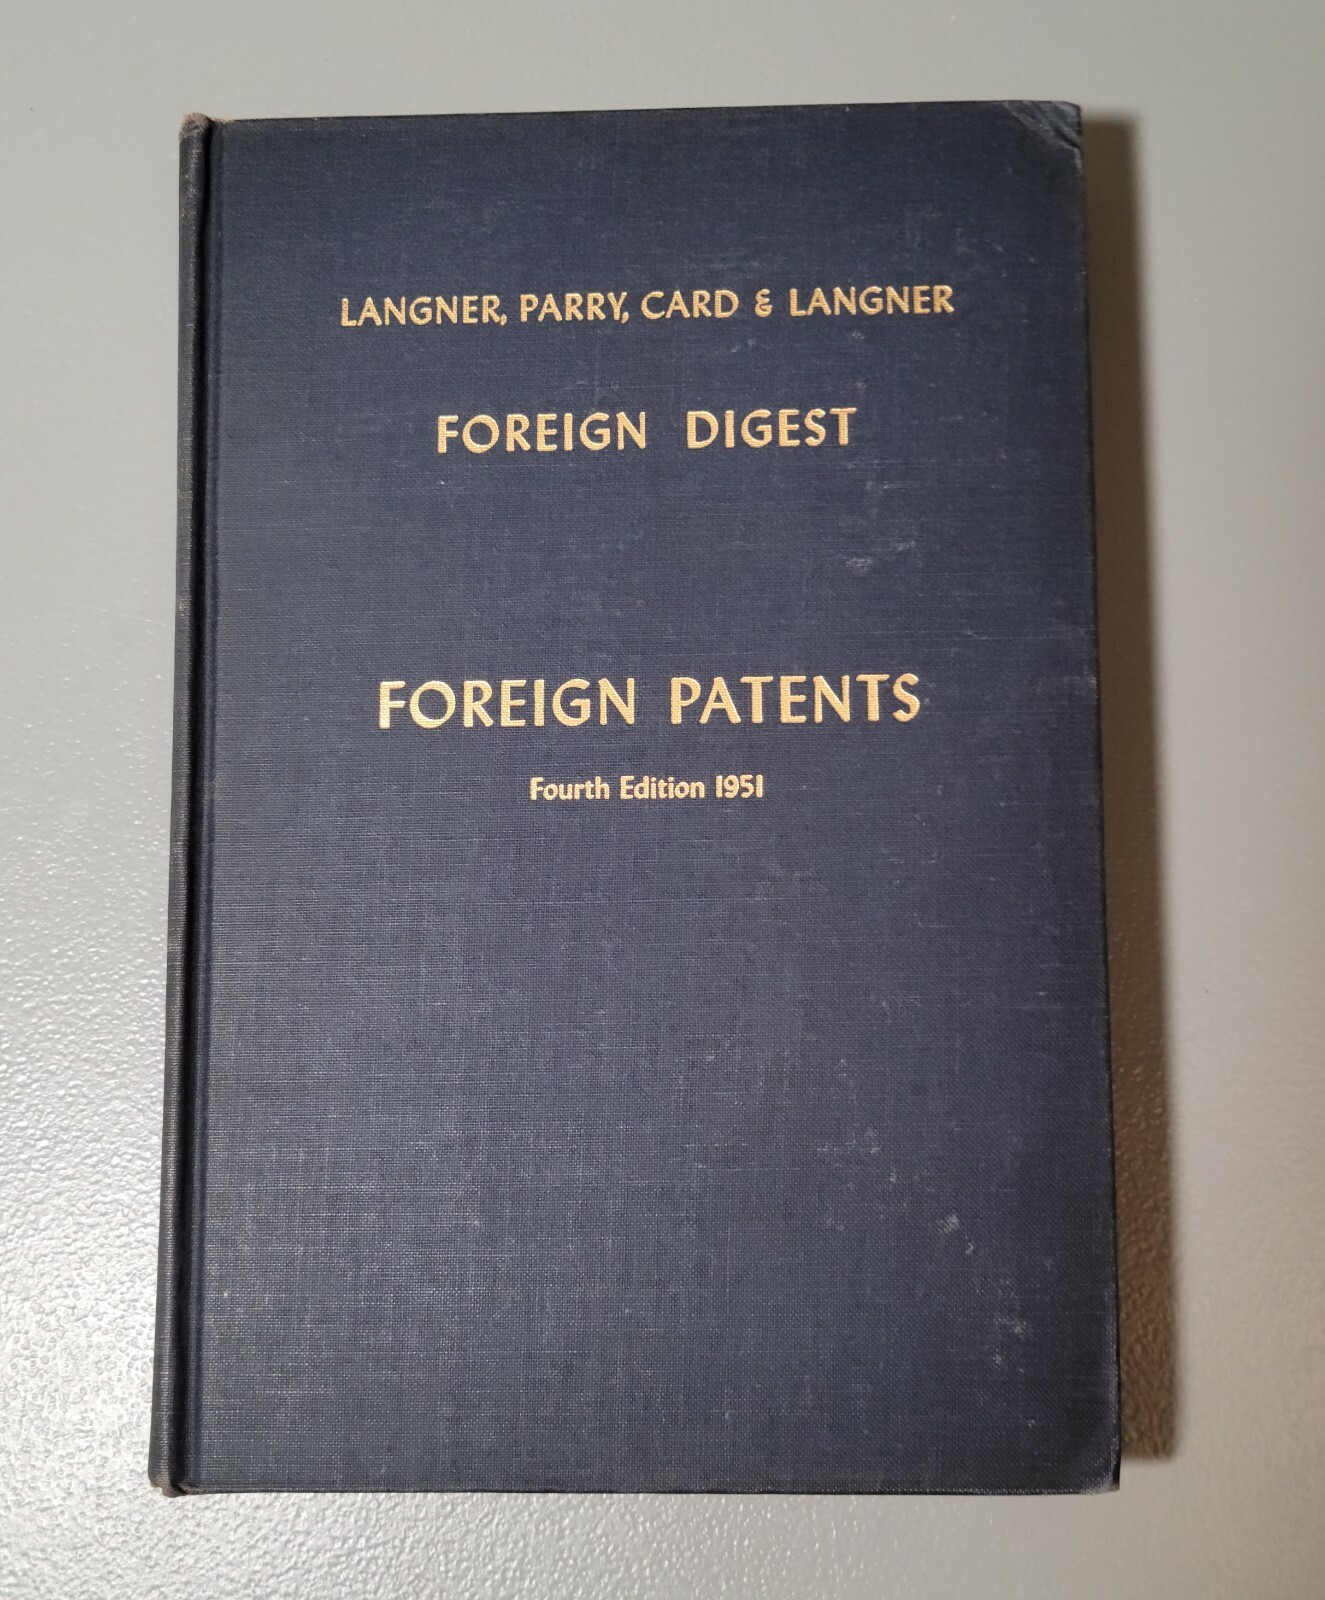 LANGNER, PARRY, CARD & LANGNER
FOREIGN DIGEST
FOREIGN PATENTS
Fourth Edition 1951